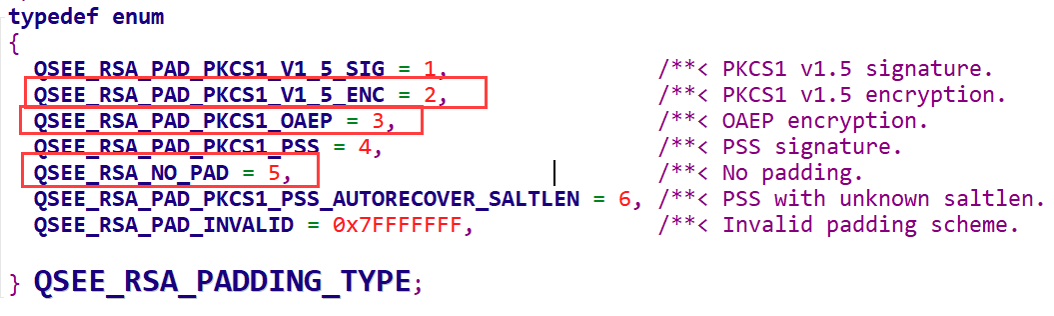 typedef enum
{
QSEE_RSA_PAD_PKCS1_V1_5_SIG = 1, /**< PKCS1 v1.5 signature.
QSEE_RSA_PAD_PKCS1_V1_5_ENC = 2, /**< PKCS1 v1.5 encryption.
QSEE_RSA_PAD_PKCS1_OAEP = 3, /**< OAEP encryption.
QSEE_RSA_PAD_PKCS1_PSS = 4, /**< PSS signature.
QSEE_RSA_NO_PAD = 5, /**< No padding.
QSEE_RSA_PAD_PKCS1_PSS_AUTORECOVER_SALTLEN = 6, /**< PSS with unknown saltlen.
QSEE_RSA_PAD_INVALID = 0x7FFFFFFF, /**< Invalid padding scheme.
} QSEE_RSA_PADDING_TYPE;